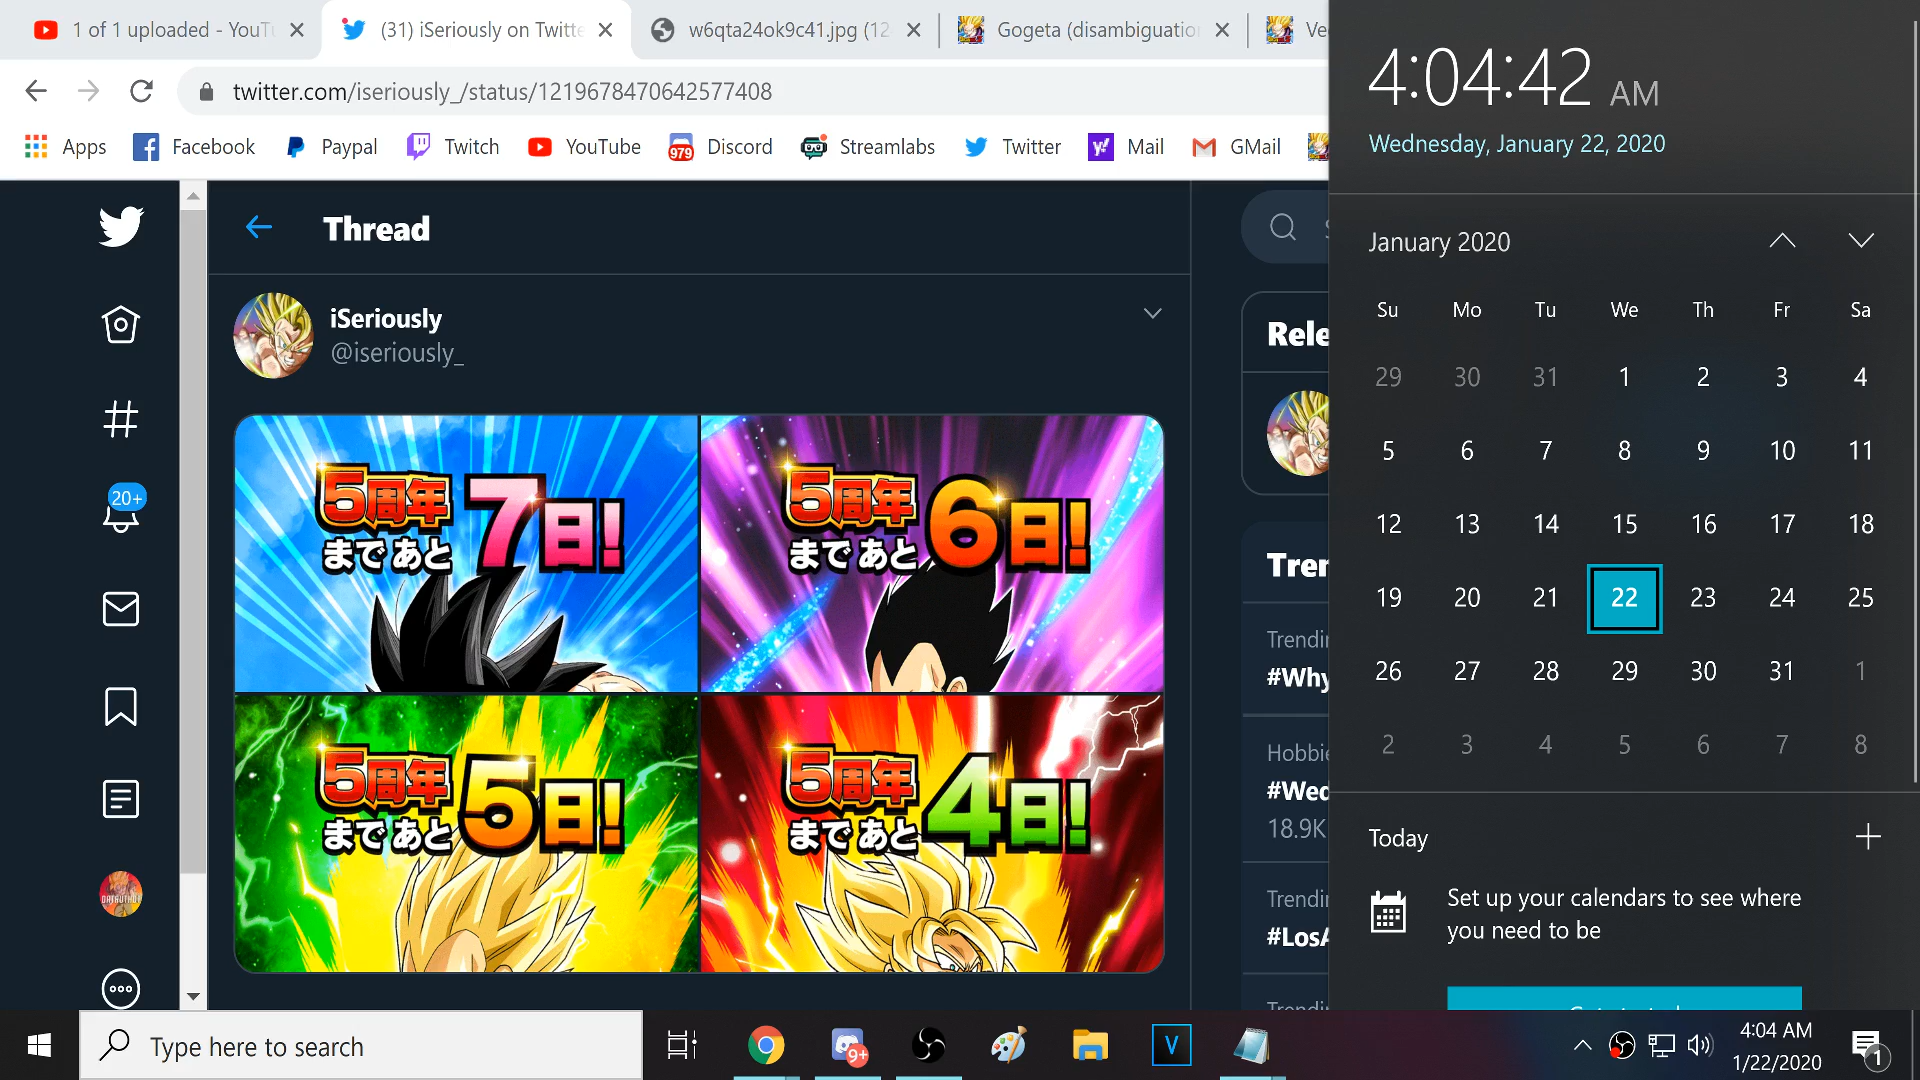 1 of 1 uploaded - YouTu
(31) iSeriously on Twitte
w6qta24ok9c41.jpg (12
Gogeta (disambiguatio
Ve
twitter.com/iseriously_/status/1219678470642577408
Apps
Facebook
Paypal
979
Discord
Twitch
YouTube
Streamlabs
Twitter
y!
Mail
GMail
4:04:42 AM
Wednesday, January 22, 2020
January 2020
Su Mo Tu We Th Fr Sa
29 30 31 1 2 3 4
5 6 7 8 9 10 11
12 13 14 15 16 17 18
19 20 21 22 23 24 25
26 27 28 29 30 31 1
2 3 4 5 6 7 8
Today
Set up your calendars to see where
you need to be
Thread
iSeriously
@iseriously_
20+
5周年
まであと 7日!
5周年
まであと 6日!
5周年
まであと 5日!
5周年
まであと 4日!
Rele
Tren
Trendin
#Why
Hobbie
#Wed
18.9K
Trendin
#LosA
Type here to search
9+
V
4:04 AM
1/22/2020
1